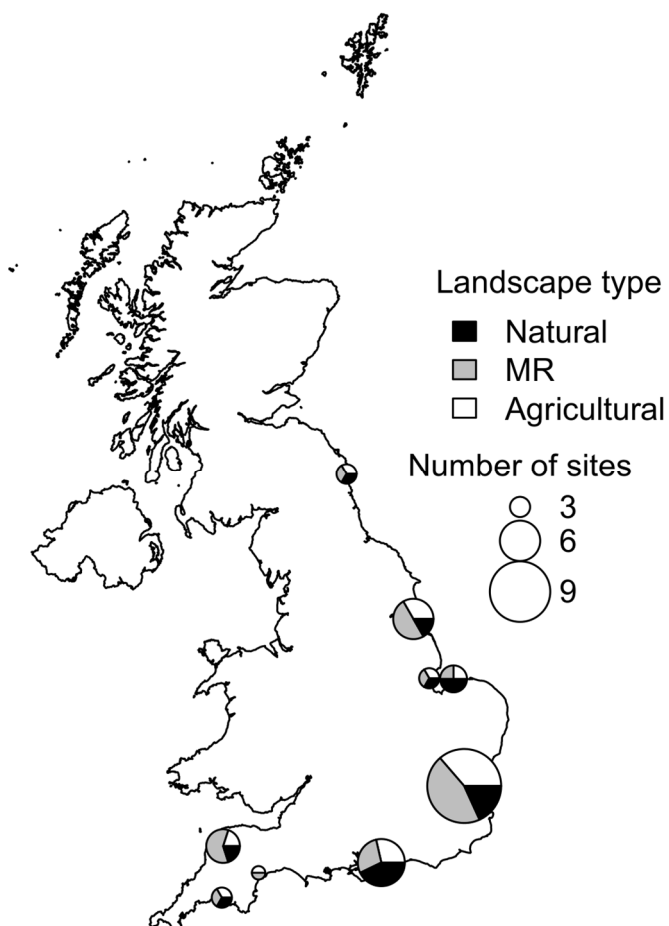 Landscape type
Natural
MR
Agricultural
Number of sites
3
6
9